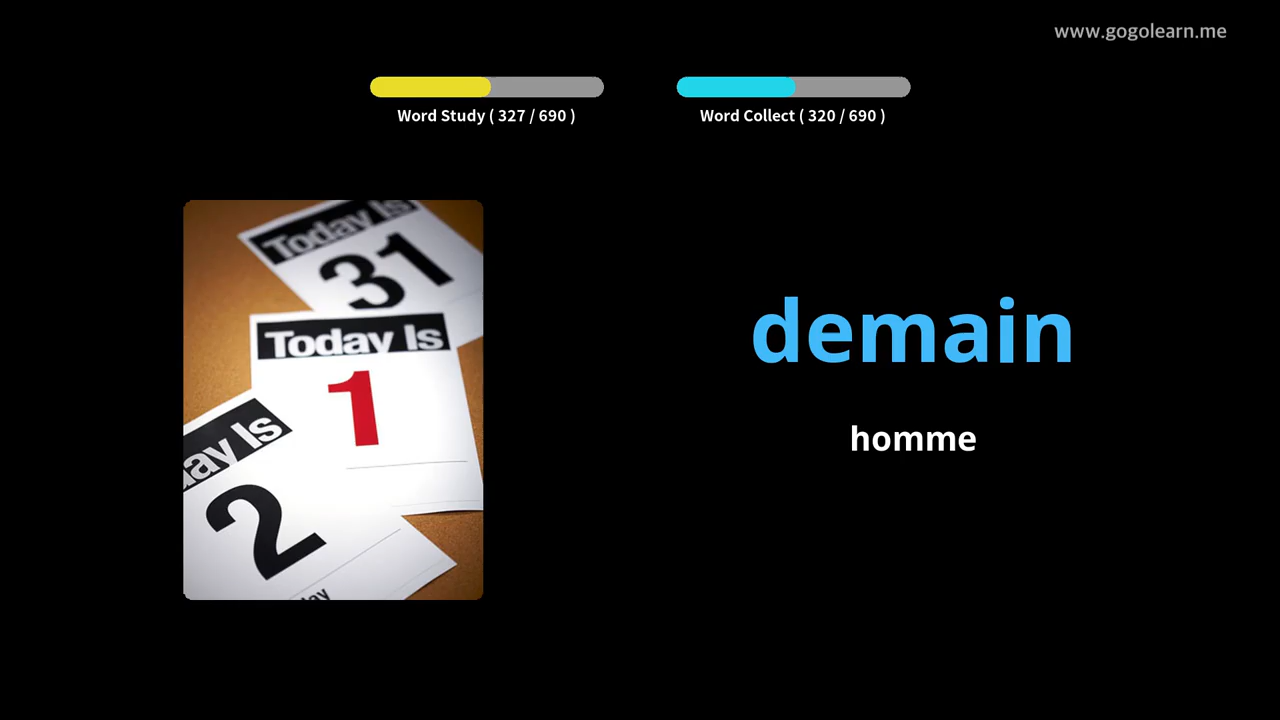 www.gogolearn.me
Word Study ( 327 / 690 )
Word Collect ( 320 / 690 )
Today Is
31
Today Is
1
ay Is
2
day
demain
homme